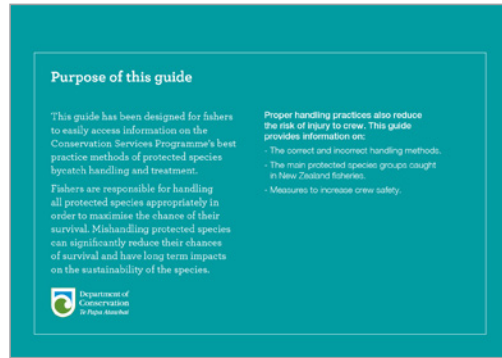 Purpose of this guide
This guide has been designed for fishers
to easily access information on the
Conservation Services Programme's best
practice methods of protected species
bycatch handling and treatment.
Fishers are responsible for handling
all protected species appropriately in
order to maximise the chance of their
survival. Mishandling protected species
can significantly reduce their chances
of survival and have long term impacts
on the sustainability of the species.
Department of
Conservation
Te Papa Atawhai
Proper handling practices also reduce
the risk of injury to crew. This guide
provides information on:
- The correct and incorrect handling methods.
- The main protected species groups caught
in New Zealand fisheries.
- Measures to increase crew safety.